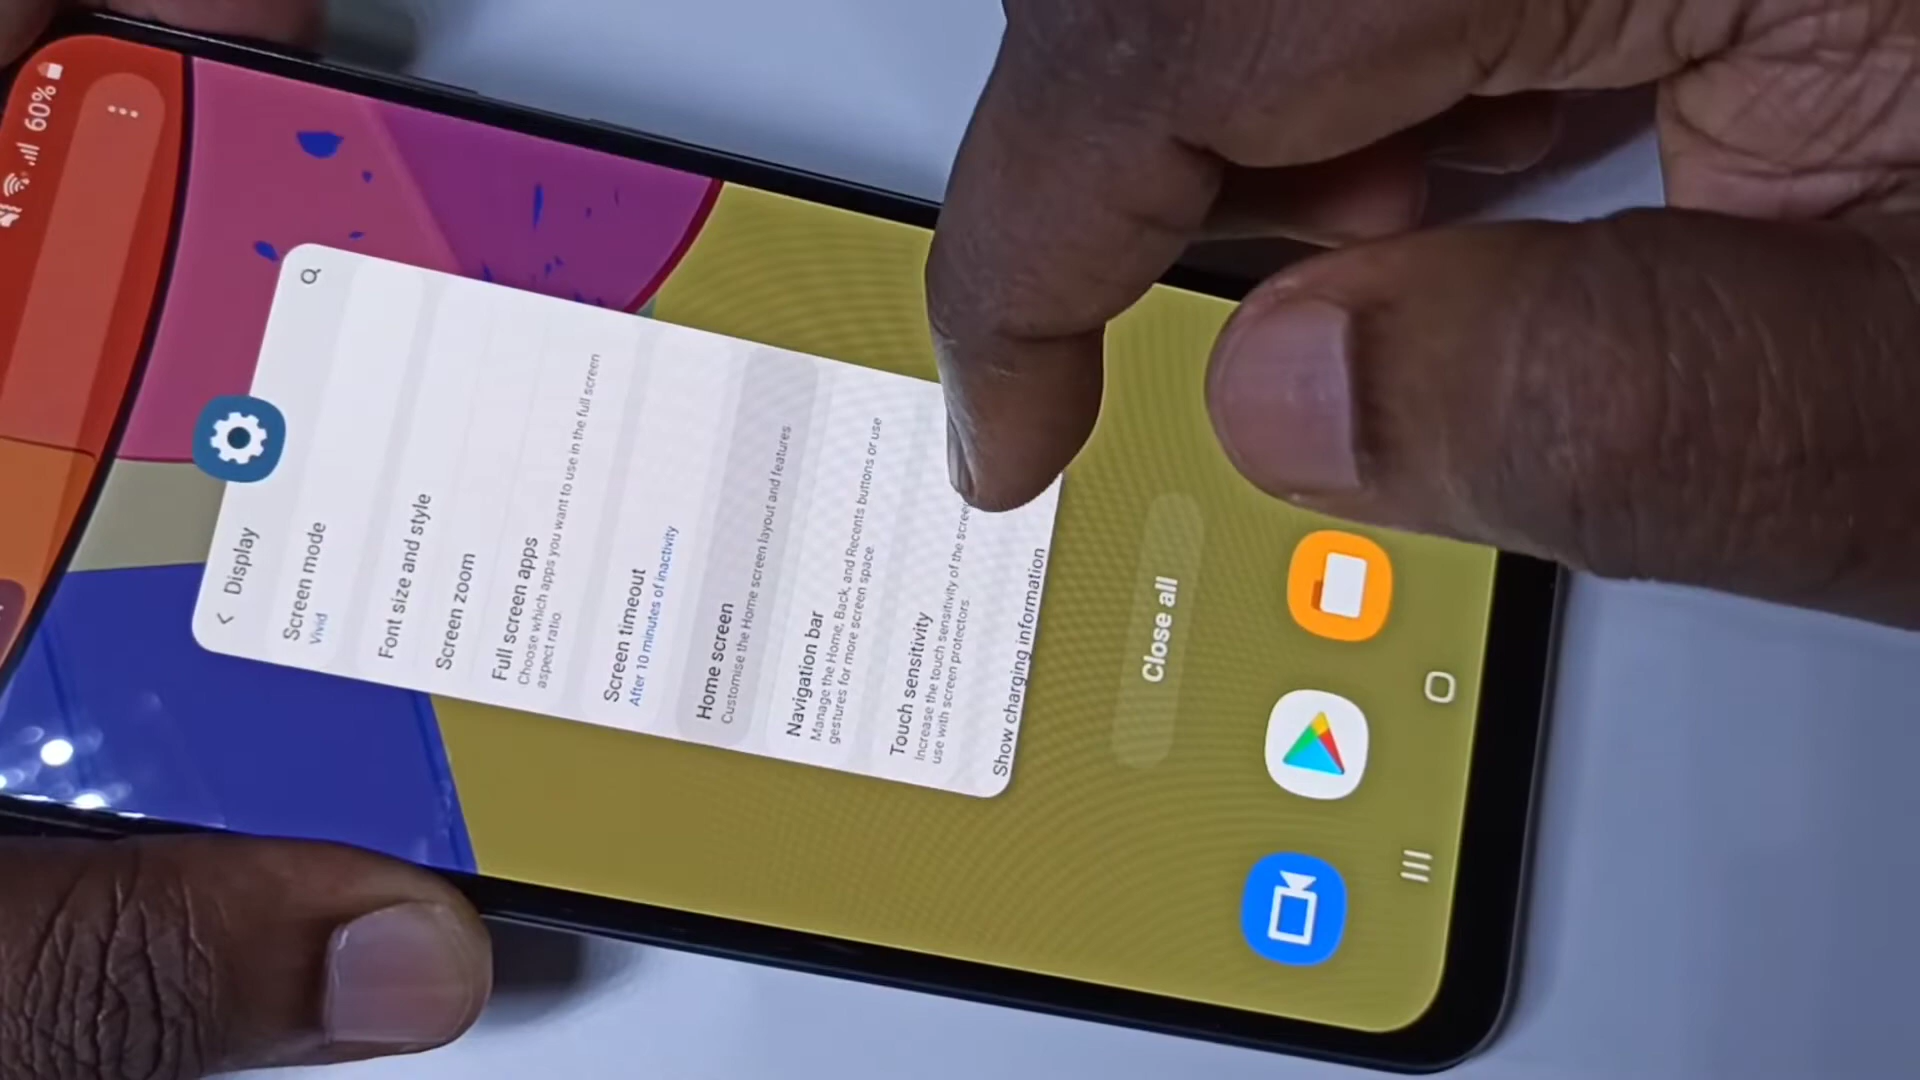 60%
Display
Screen mode
Vivid
Font size and style
Screen zoom
Full screen apps
Choose which apps you want to use in the full screen
aspect ratio.
Screen timeout
After 10 minutes of inactivity
Home screen
Customise the Home screen layout and features.
Navigation bar
Manage the Home, Back, and Recents buttons or use
gestures for more screen space.
Touch sensitivity
Increase the touch sensitivity of the screen
use with screen protectors.
Show charging information
Close all